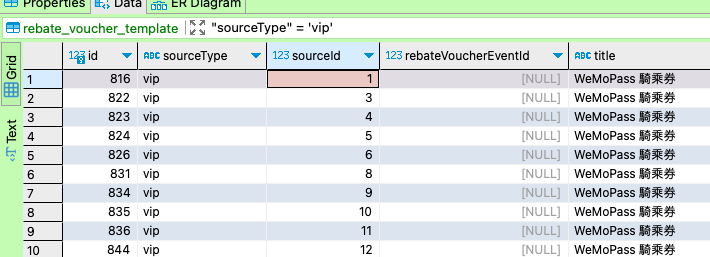 Properties Data ER Diagram
rebate_voucher_template "sourceType" = 'vip'
Grid
Text
123 id ABC sourceType 123 sourceId 123 rebateVoucherEventId ABC title
1 816 vip 1 [NULL] WeMoPass 騎乘券
2 822 vip 3 [NULL] WeMoPass 騎乘券
3 823 vip 4 [NULL] WeMoPass 騎乘券
4 824 vip 5 [NULL] WeMoPass 騎乘券
5 826 vip 6 [NULL] WeMoPass 騎乘券
6 831 vip 8 [NULL] WeMoPass 騎乘券
7 834 vip 9 [NULL] WeMoPass 騎乘券
8 835 vip 10 [NULL] WeMoPass 騎乘券
9 836 vip 11 [NULL] WeMoPass 騎乘券
10 844 vip 12 [NULL] WeMoPass 騎乘券